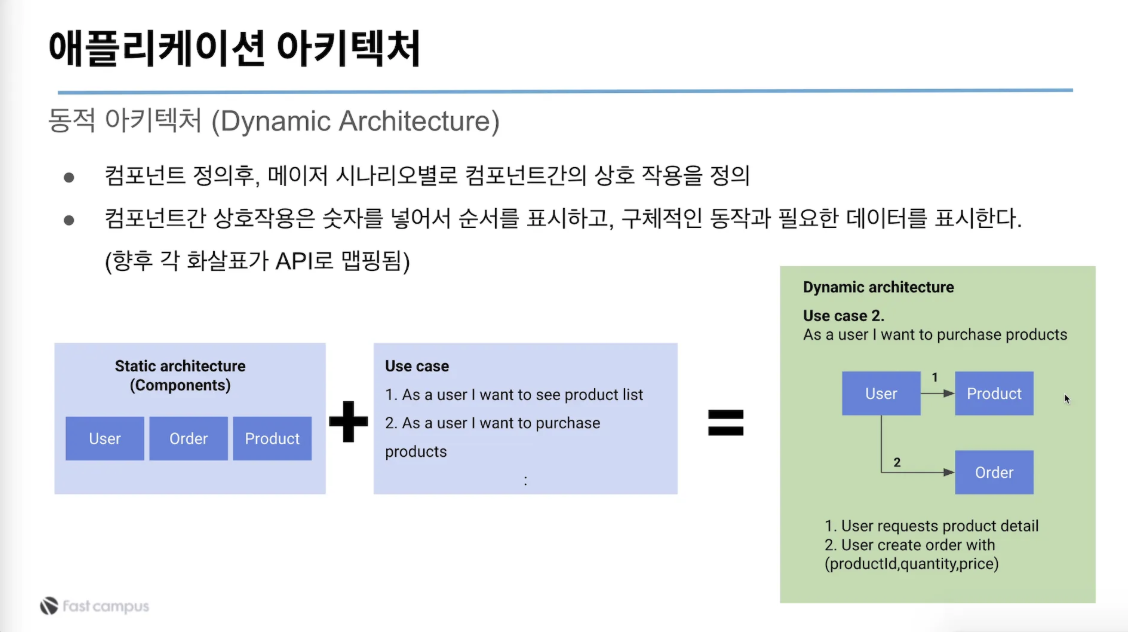 애플리케이션 아키텍처
동적 아키텍처 (Dynamic Architecture)
● 컴포넌트 정의후, 메이저 시나리오별로 컴포넌트간의 상호 작용을 정의
● 컴포넌트간 상호작용은 숫자를 넣어서 순서를 표시하고, 구체적인 동작과 필요한 데이터를 표시한다.
(향후 각 화살표가 API로 맵핑됨)
Static architecture
(Components)
User
Order
Product
+
Use case
1. As a user I want to see product list
2. As a user I want to purchase
products
:
=
Dynamic architecture
Use case 2.
As a user I want to purchase products
User
1
Product
2
Order
1. User requests product detail
2. User create order with
(productId,quantity,price)
fast campus